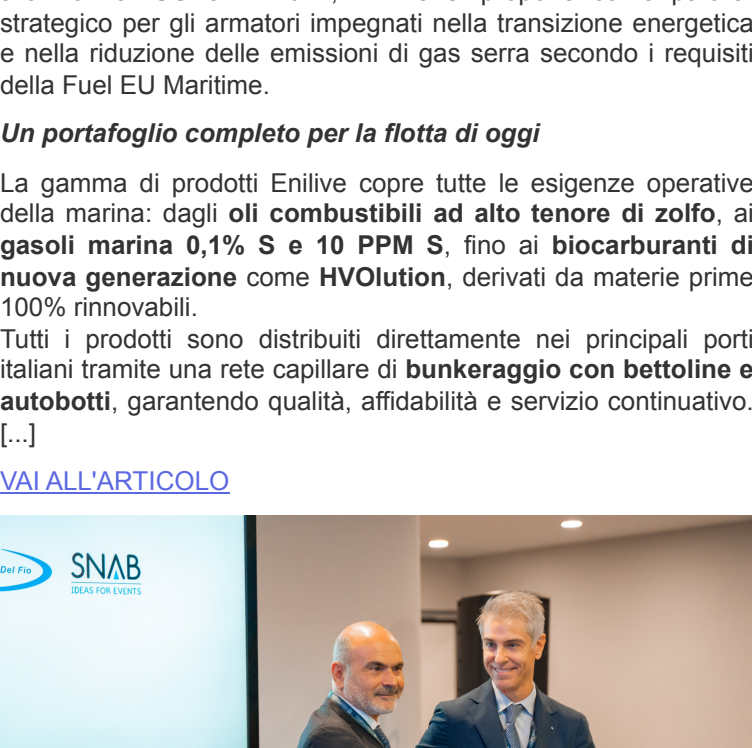 strategico per gli armatori impegnati nella transizione energetica
e nella riduzione delle emissioni di gas serra secondo i requisiti
della Fuel EU Maritime.
Un portafoglio completo per la flotta di oggi
La gamma di prodotti Enilive copre tutte le esigenze operative
della marina: dagli oli combustibili ad alto tenore di zolfo, ai
gasoli marina 0,1% S e 10 PPM S, fino ai biocarburanti di
nuova generazione come HVOlution, derivati da materie prime
100% rinnovabili.
Tutti i prodotti sono distribuiti direttamente nei principali porti
italiani tramite una rete capillare di bunkeraggio con bettoline e
autobotti, garantendo qualità, affidabilità e servizio continuativo.
[...]
VAI ALL'ARTICOLO
Del Fio
SNAB
IDEAS FOR EVENTS